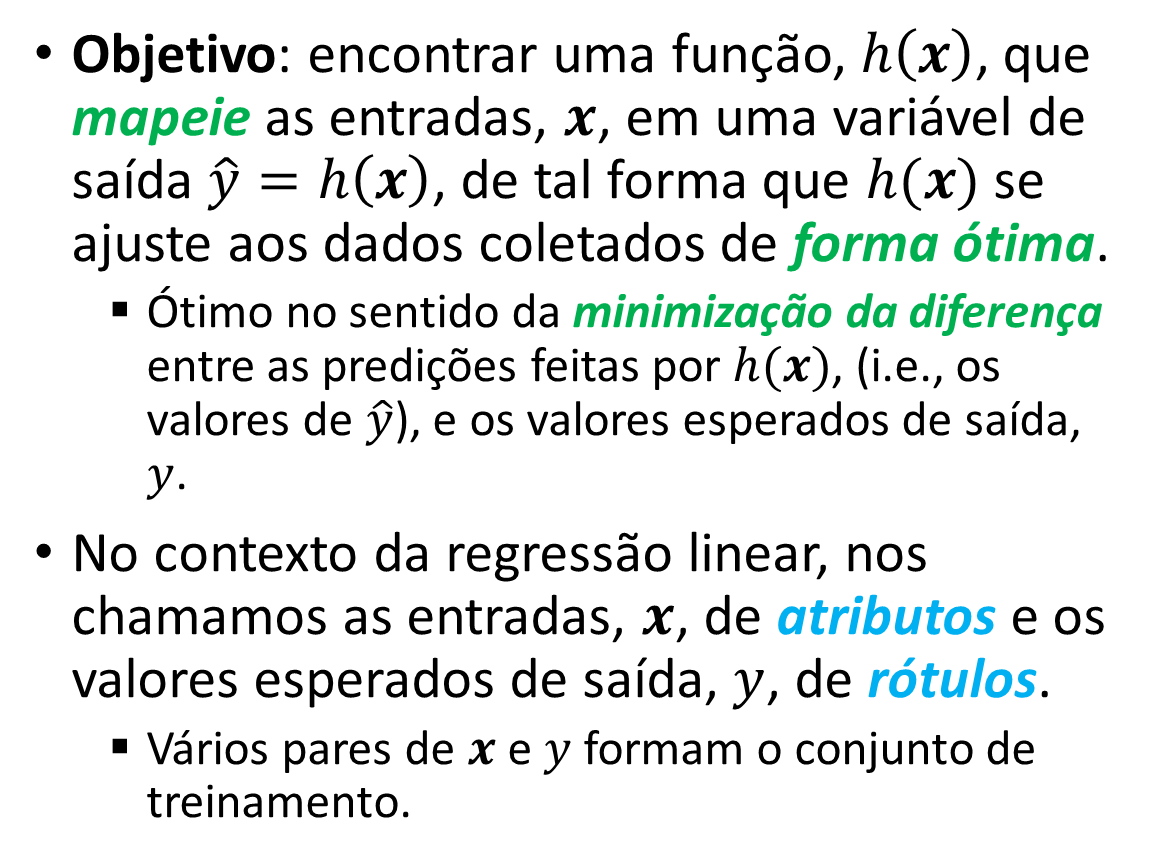 • Objetivo: encontrar uma função, ℎ(𝒙), que
mapeie as entradas, 𝒙, em uma variável de
saída ŷ = ℎ(𝒙), de tal forma que ℎ(𝒙) se
ajuste aos dados coletados de forma ótima.
▪ Ótimo no sentido da minimização da diferença
entre as predições feitas por ℎ(𝒙), (i.e., os
valores de ŷ), e os valores esperados de saída,
𝑦.
• No contexto da regressão linear, nos
chamamos as entradas, 𝒙, de atributos e os
valores esperados de saída, 𝑦, de rótulos.
▪ Vários pares de 𝒙 e 𝑦 formam o conjunto de
treinamento.